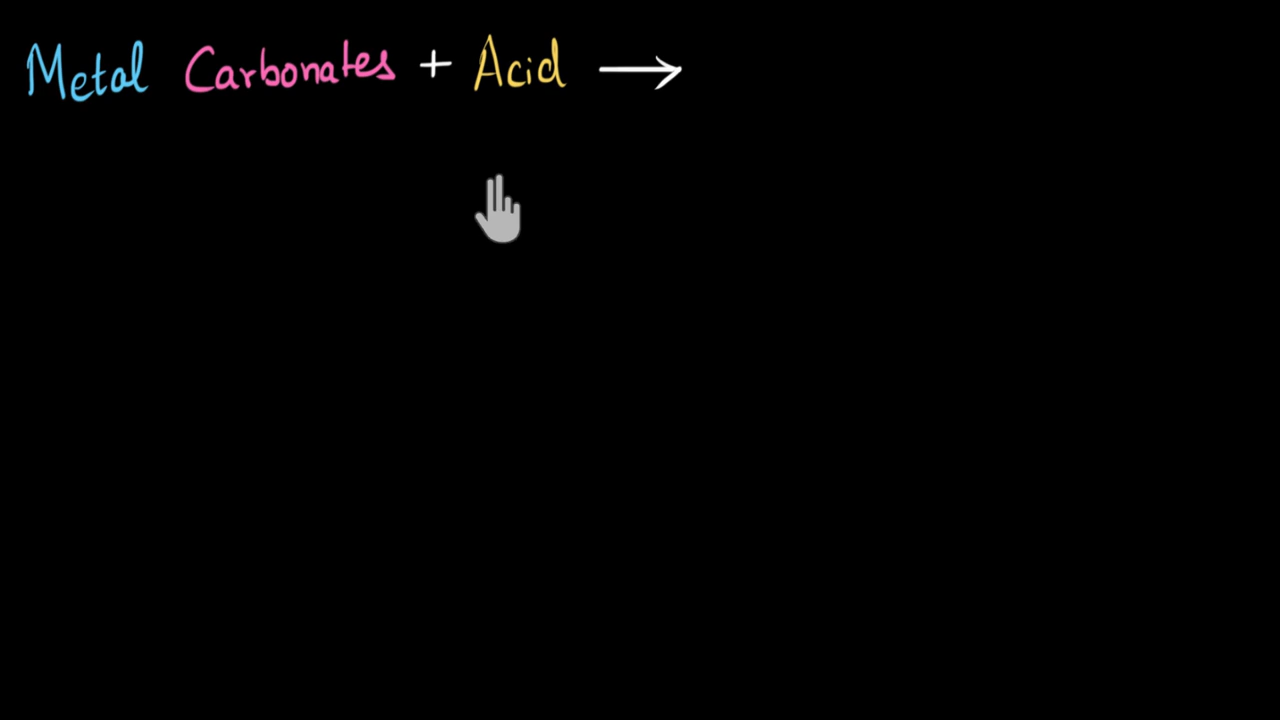 Metal Carbonates + Acid ⟶